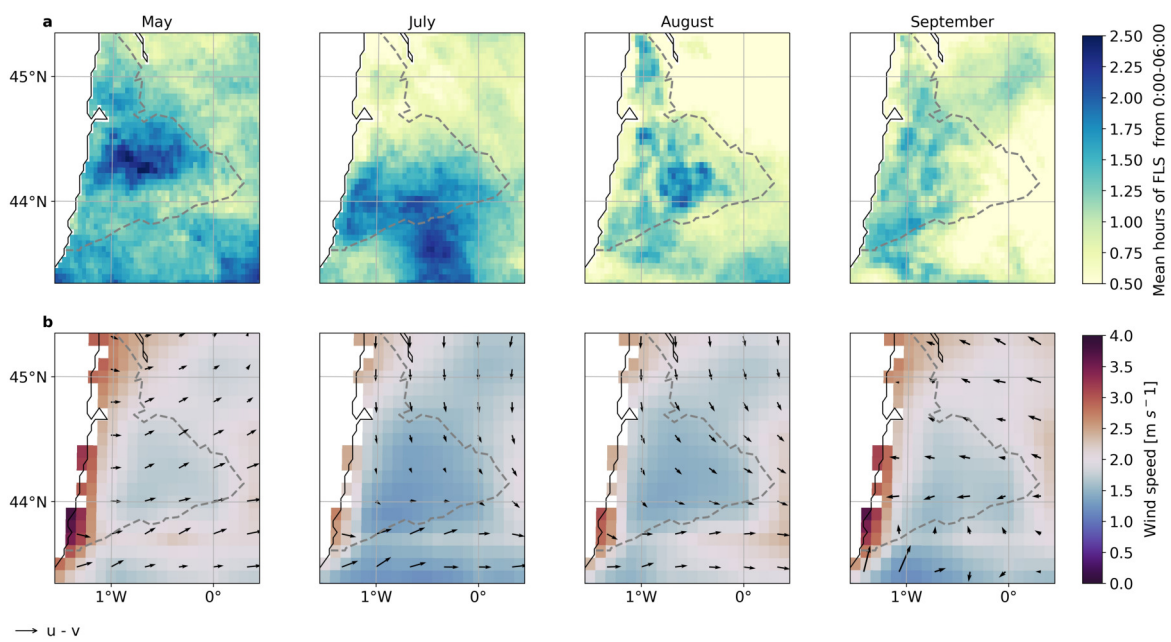 a
May
July
August
September
45°N
44°N
2.50
2.25
2.00
1.75
1.50
1.25
1.00
0.75
0.50
Mean hours of FLS from 0:00-06:00
b
45°N
44°N
1°W
0°
1°W
0°
1°W
0°
1°W
0°
4.0
3.5
3.0
2.5
2.0
1.5
1.0
0.5
0.0
Wind speed [m s⁻¹]
u - v